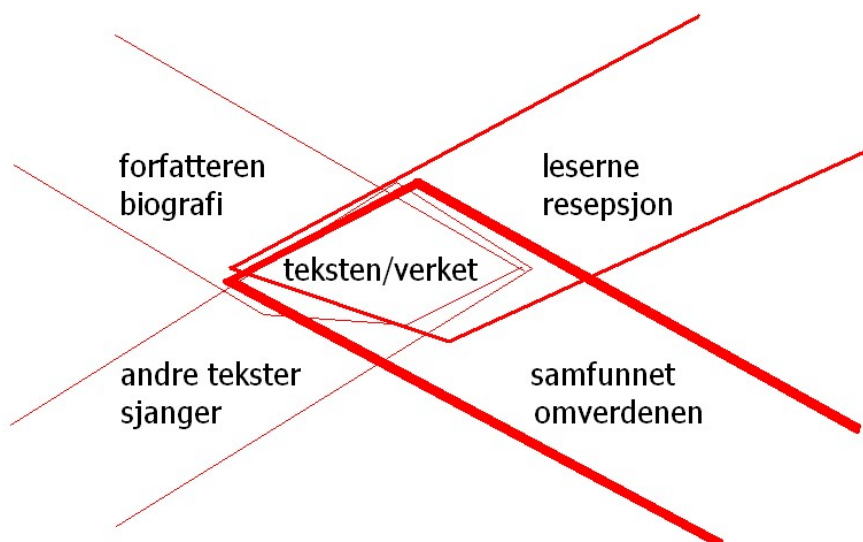 forfatteren
biografi
leserne
resepsjon
teksten/verket
andre tekster
sjanger
samfunnet
omverdenen